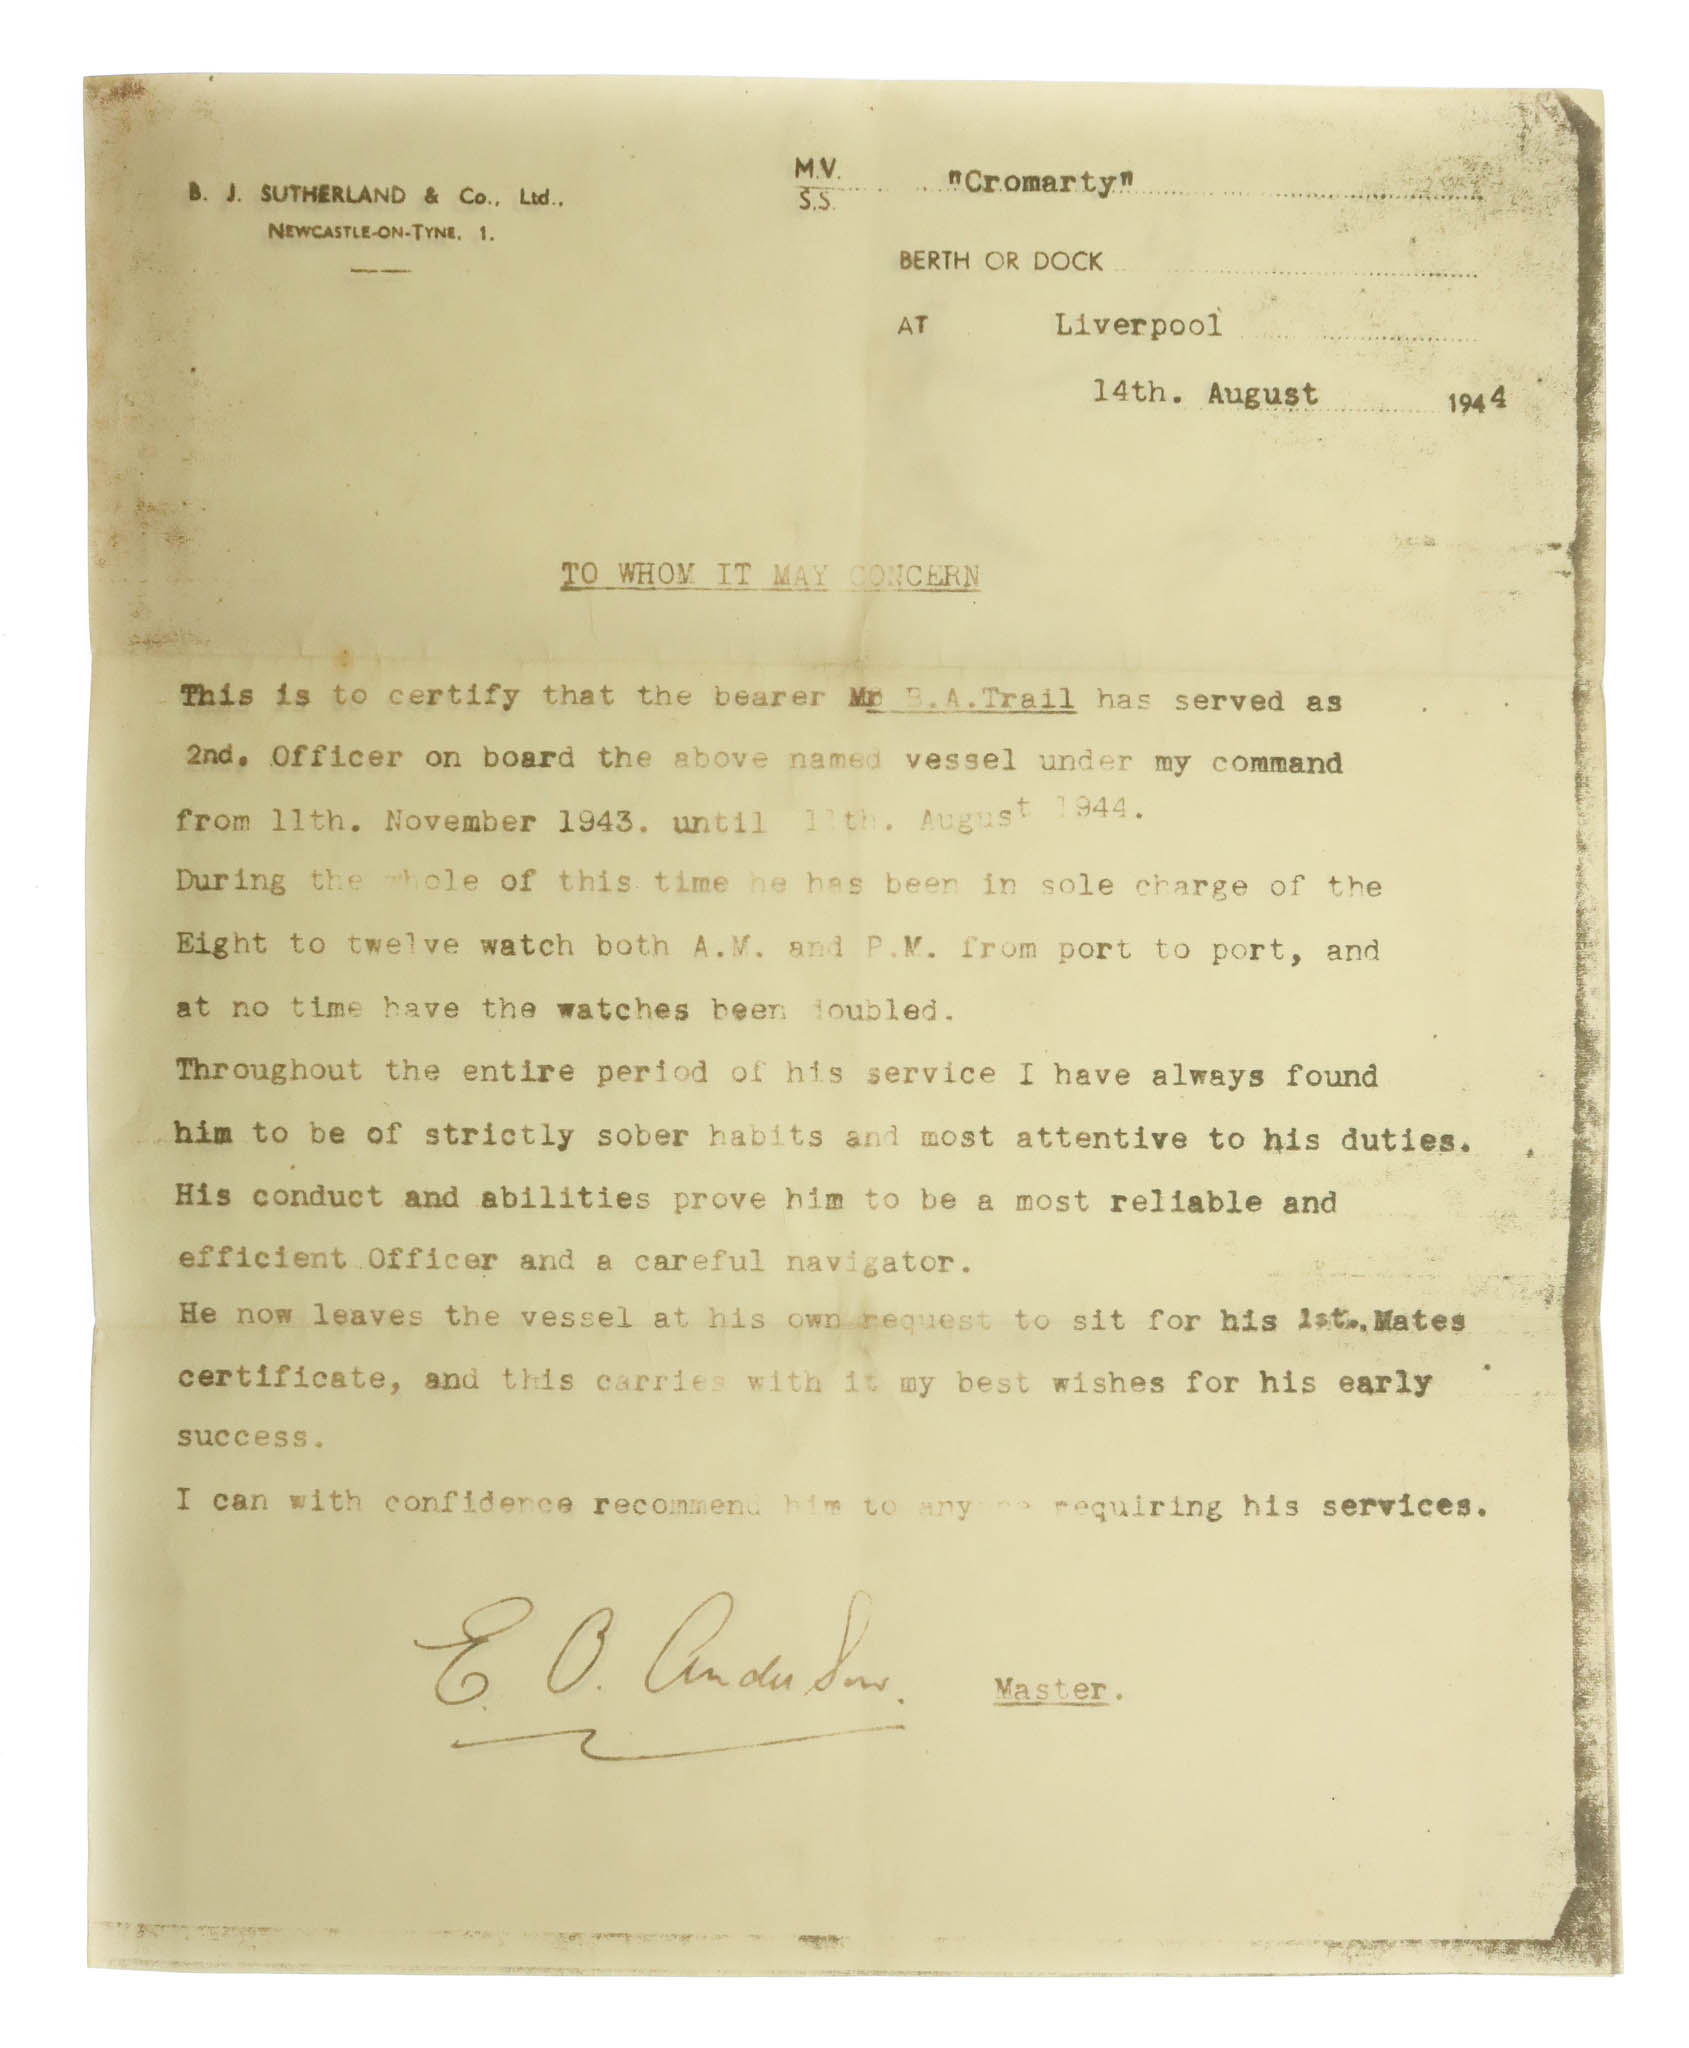 B. J. SUTHERLAND & Co., Ltd.,
NEWCASTLE-ON-TYNE, 1.
M.V.
S.S. "Cromarty"
BERTH OR DOCK
AT Liverpool
14th. August 1944
TO WHOM IT MAY CONCERN
This is to certify that the bearer Mr B.A.Trail has served as
2nd. Officer on board the above named vessel under my command
from 11th. November 1943. until 11th. August 1944.
During the whole of this time he has been in sole charge of the
Eight to twelve watch both A.M. and P.M. from port to port, and
at no time have the watches been doubled.
Throughout the entire period of his service I have always found
him to be of strictly sober habits and most attentive to his duties.
His conduct and abilities prove him to be a most reliable and
efficient Officer and a careful navigator.
He now leaves the vessel at his own request to sit for his 1st. Mates
certificate, and this carries with it my best wishes for his early
success.
I can with confidence recommend him to anyone requiring his services.
E. O. Anderson. Master.